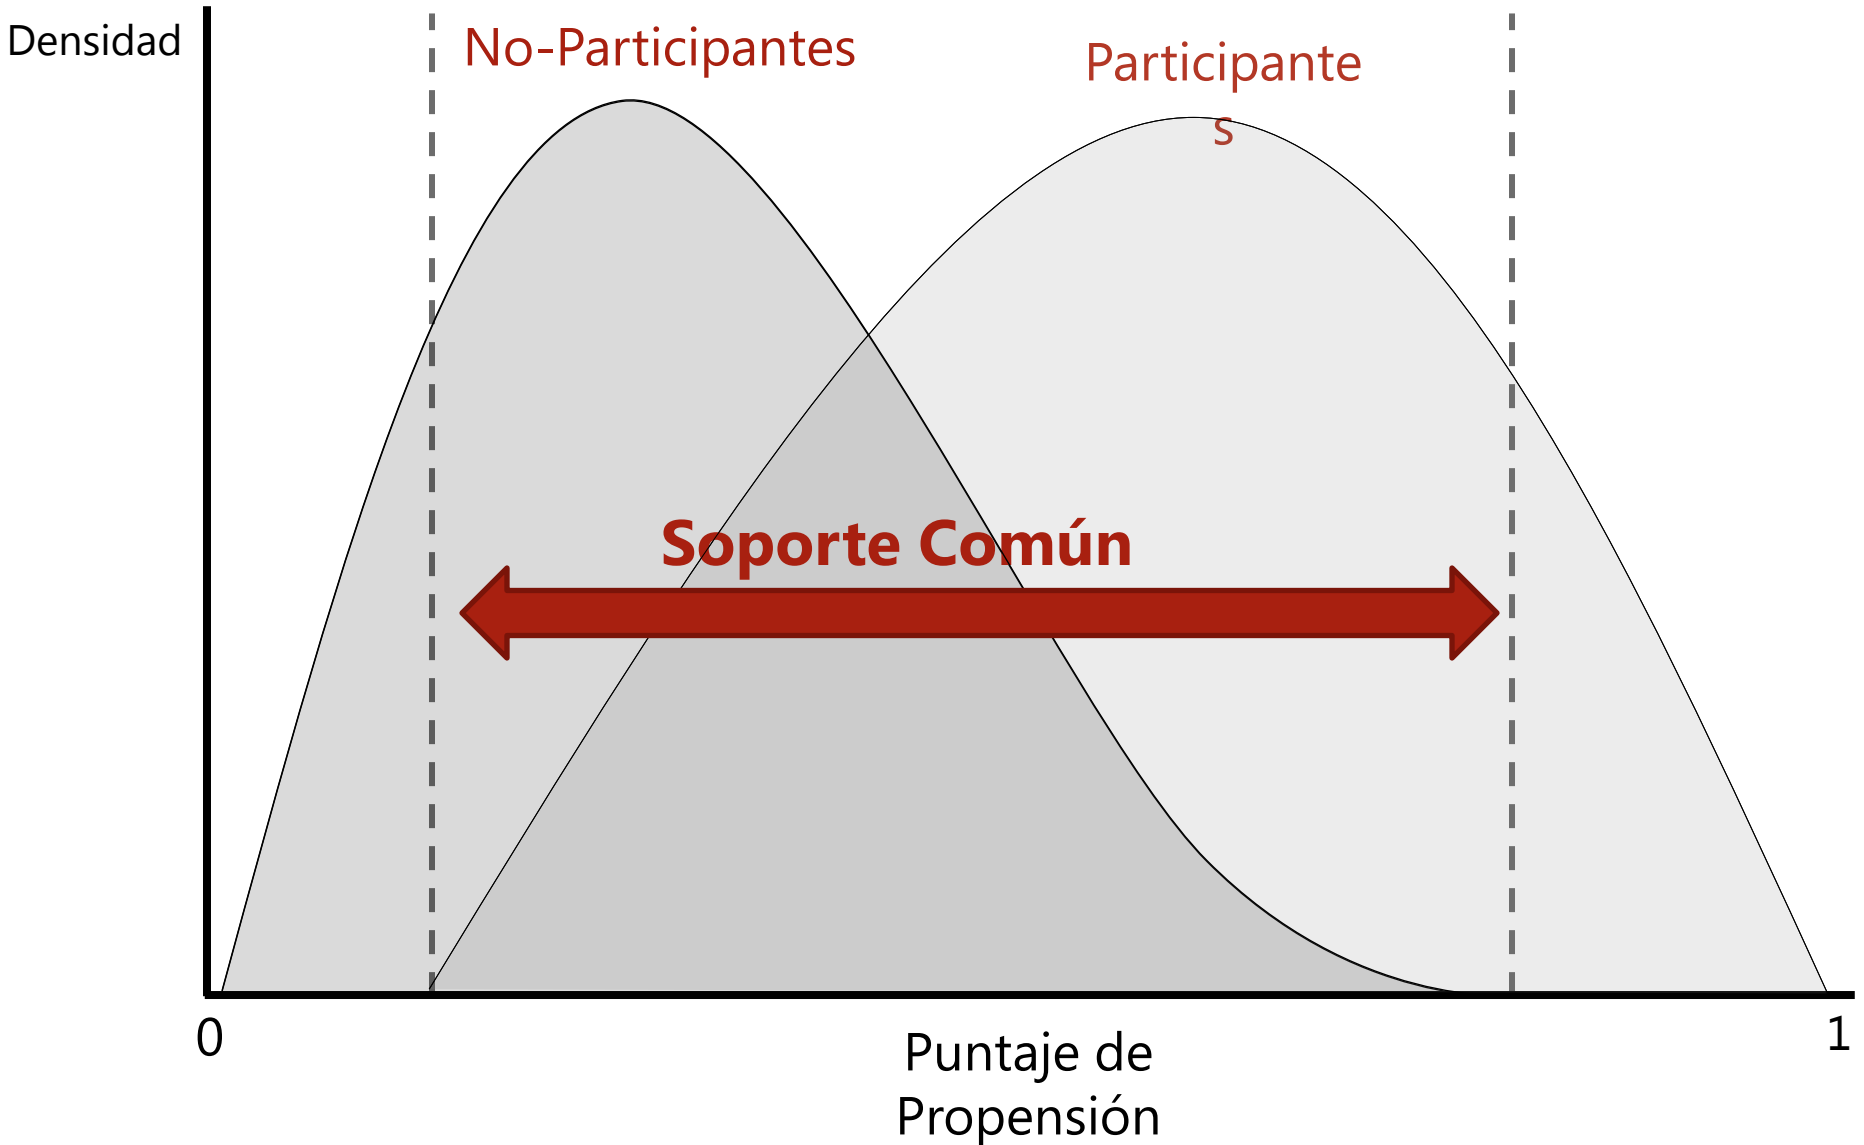 Densidad
No-Participantes
Participante
s
Soporte Común
0
1
Puntaje de
Propensión